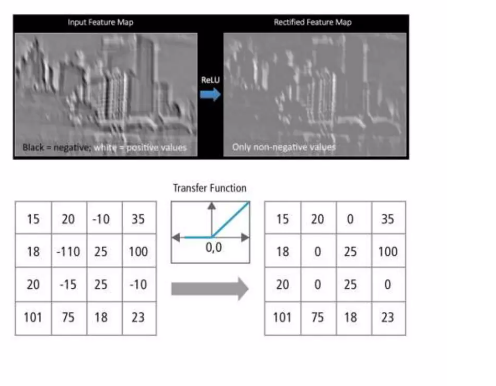 Input Feature Map
Rectified Feature Map
ReLU
Black = negative; white = positive values
Only non-negative values
Transfer Function
0,0
15 20 -10 35
18 -110 25 100
20 -15 25 -10
101 75 18 23
15 20 0 35
18 0 25 100
20 0 25 0
101 75 18 23